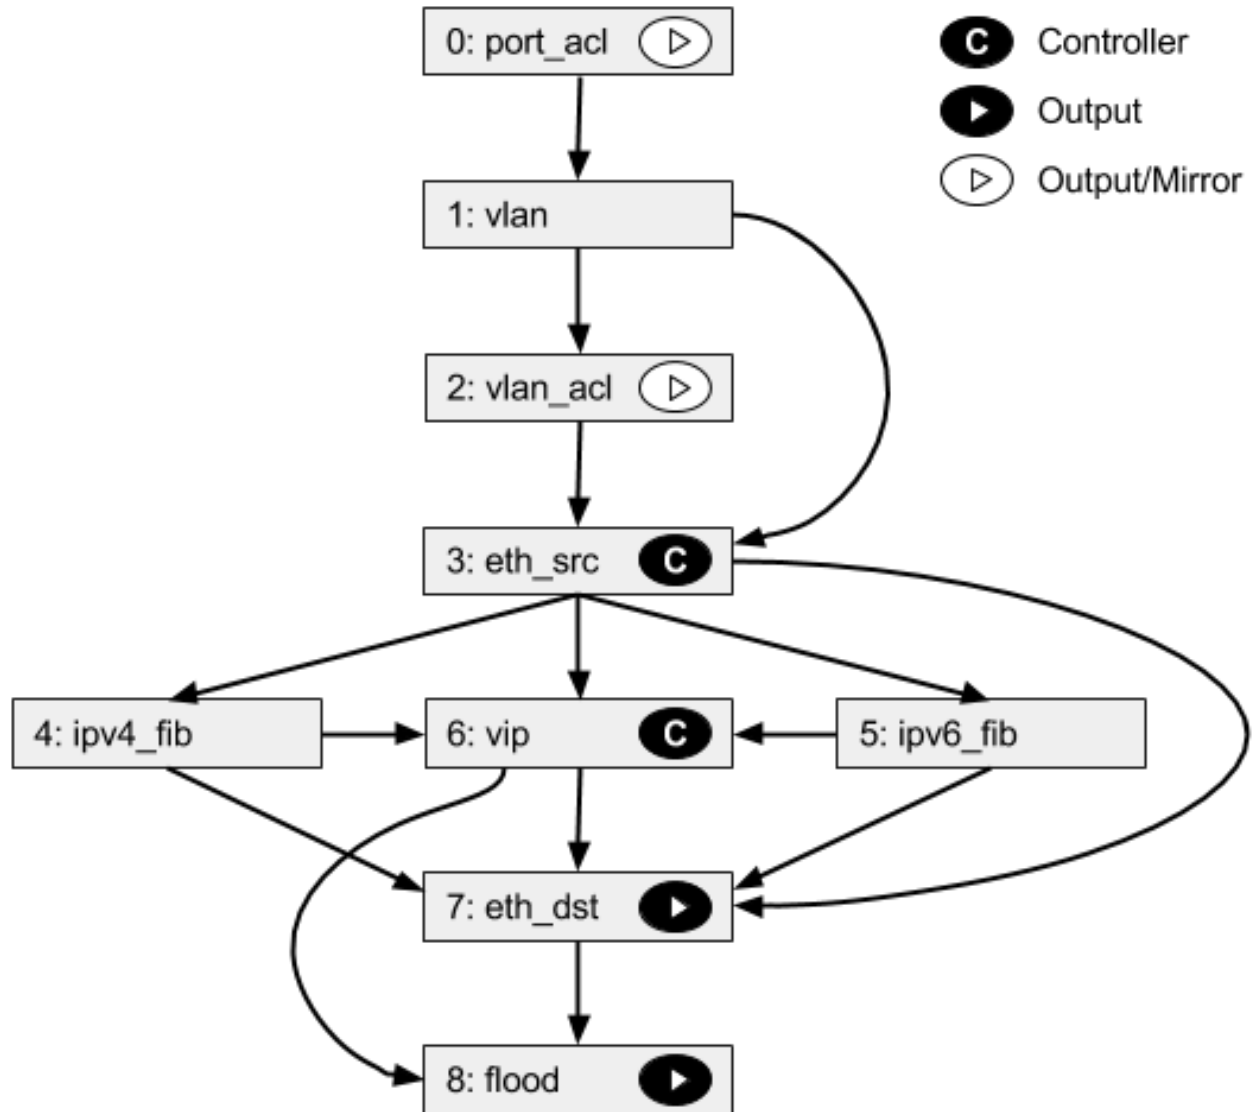 0: port_acl
C Controller
Output
Output/Mirror
1: vlan
2: vlan_acl
3: eth_src C
4: ipv4_fib
6: vip C
5: ipv6_fib
7: eth_dst
8: flood